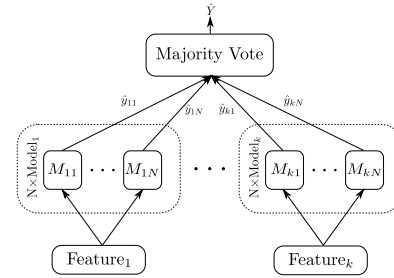 Ŷ
Majority Vote
ŷ₁₁ ŷ₁N ŷₖ₁ ŷₖN
N×Model₁ M₁₁ ··· M₁N ··· N×Modelₖ Mₖ₁ ··· MₖN
Feature₁ Featureₖ